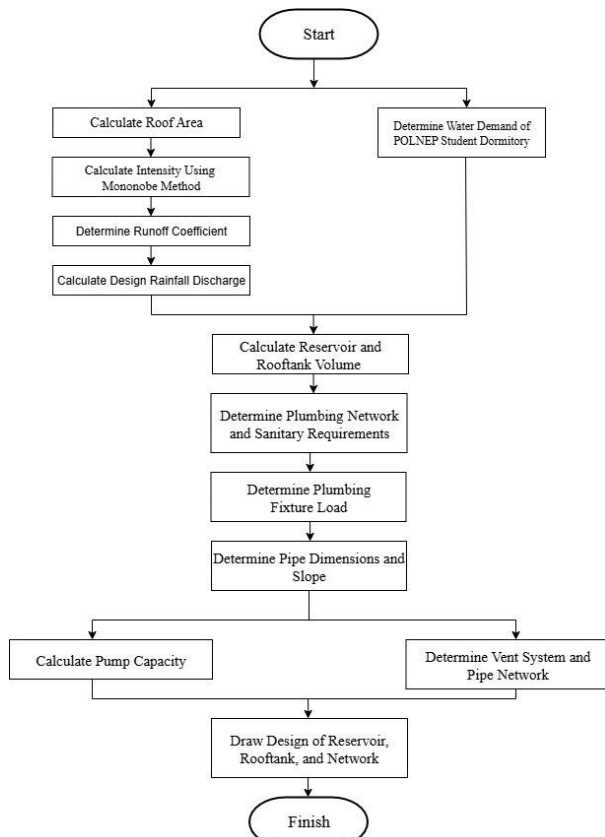 Start
Calculate Roof Area
Calculate Intensity Using
Mononobe Method
Determine Runoff Coefficient
Calculate Design Rainfall Discharge
Determine Water Demand of
POLNEP Student Dormitory
Calculate Reservoir and
Rooftank Volume
Determine Plumbing Network
and Sanitary Requirements
Determine Plumbing
Fixture Load
Determine Pipe Dimensions and
Slope
Calculate Pump Capacity
Determine Vent System and
Pipe Network
Draw Design of Reservoir,
Rooftank, and Network
Finish